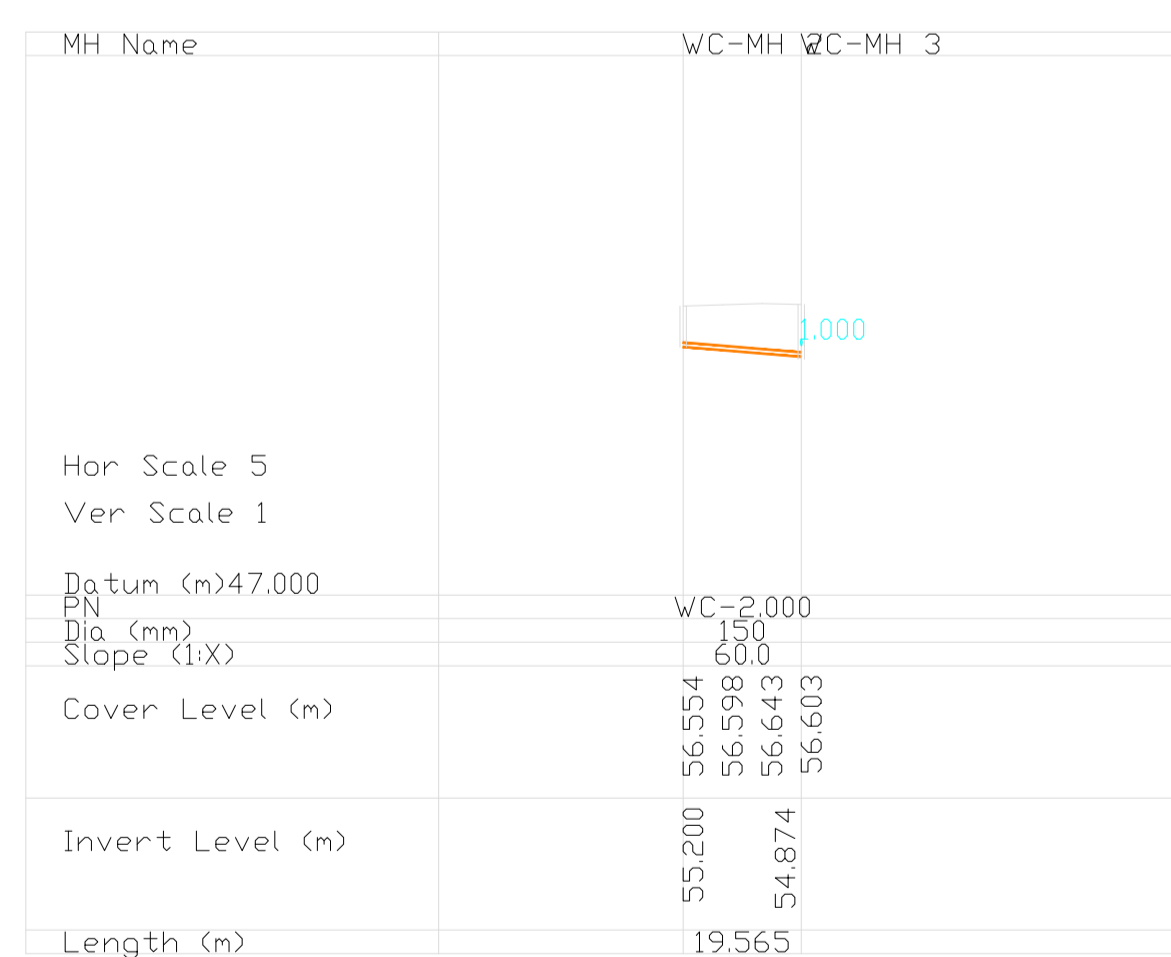 MH Name WC-MH 2 WC-MH 3
1.000
Hor Scale 5
Ver Scale 1
Datum (m)47.000
PN WC-2.000
Dia (mm) 150
Slope (1:X) 60.0
Cover Level (m) 56.554 56.598 56.643 56.603
Invert Level (m) 55.200 54.874
Length (m) 19.565